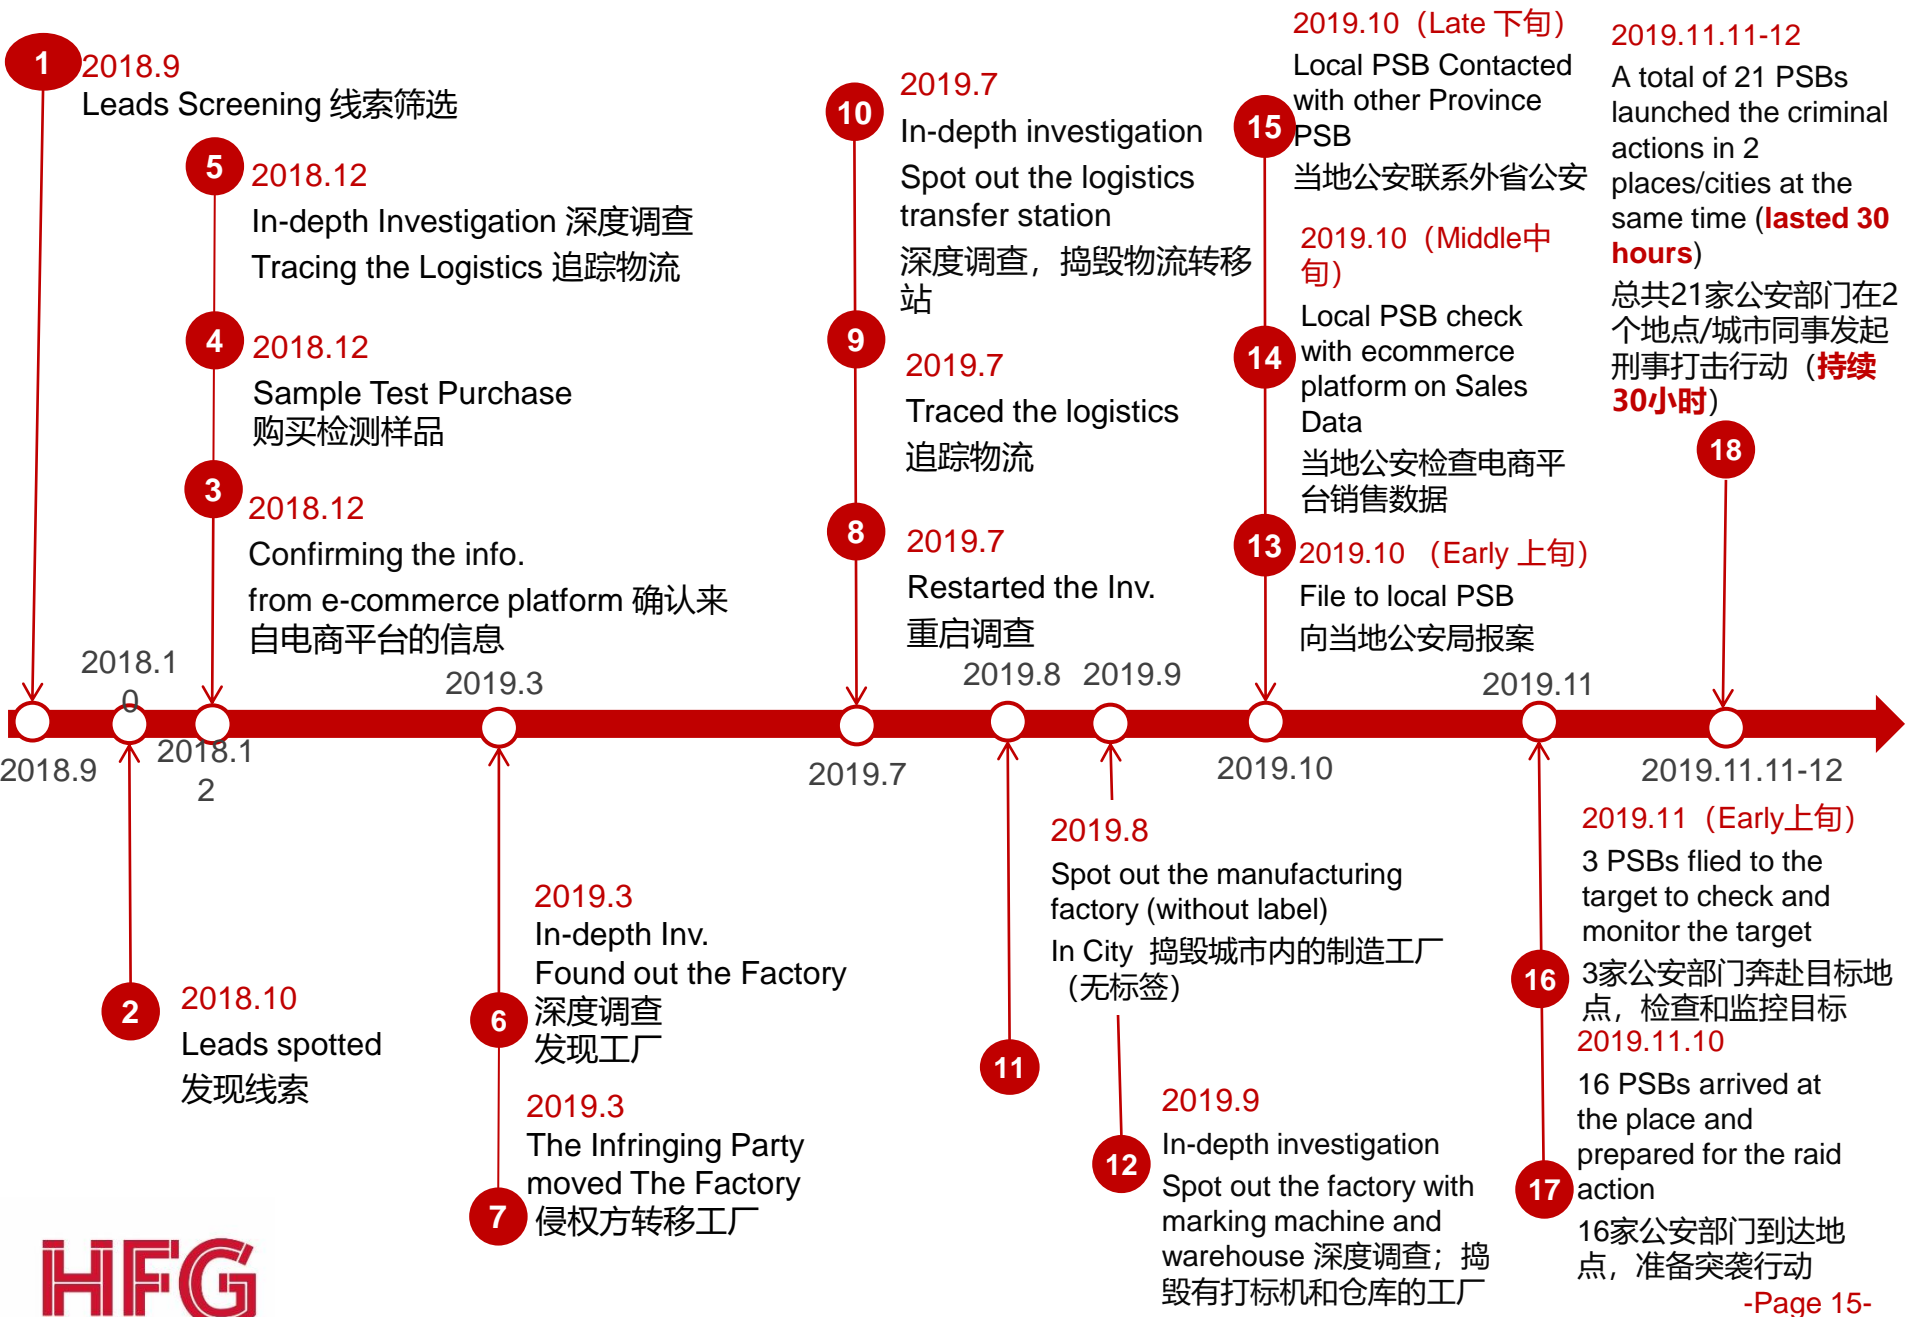 1
2018.9
Leads Screening 线索筛选
5
2018.12
In-depth Investigation 深度调查
Tracing the Logistics 追踪物流
4
2018.12
Sample Test Purchase
购买检测样品
3
2018.12
Confirming the info.
from e-commerce platform 确认来
自电商平台的信息
10
2019.7
In-depth investigation
Spot out the logistics
transfer station
深度调查，捣毁物流转移
站
9
2019.7
Traced the logistics
追踪物流
8
2019.7
Restarted the Inv.
重启调查
2019.10（Late 下旬）
Local PSB Contacted
with other Province
PSB
当地公安联系外省公安
15
2019.10（Middle中
旬）
Local PSB check
with ecommerce
platform on Sales
Data
当地公安检查电商平
台销售数据
14
13
2019.10 （Early 上旬）
File to local PSB
向当地公安局报案
2019.11.11-12
A total of 21 PSBs
launched the criminal
actions in 2
places/cities at the
same time (lasted 30
hours)
总共21家公安部门在2
个地点/城市同事发起
刑事打击行动（持续
30小时）
18
2018.1
0
2019.3
2019.8
2019.9
2019.11
2018.9
2018.1
2
2019.7
2019.10
2019.11.11-12
2
2018.10
Leads spotted
发现线索
2019.3
In-depth Inv.
Found out the Factory
深度调查
发现工厂
6
2019.3
The Infringing Party
moved The Factory
侵权方转移工厂
7
11
2019.8
Spot out the manufacturing
factory (without label)
In City 捣毁城市内的制造工厂
（无标签）
12
2019.9
In-depth investigation
Spot out the factory with
marking machine and
warehouse 深度调查；捣
毁有打标机和仓库的工厂
2019.11（Early上旬）
3 PSBs flied to the
target to check and
monitor the target
3家公安部门奔赴目标地
点，检查和监控目标
16
2019.11.10
16 PSBs arrived at
the place and
prepared for the raid
action
16家公安部门到达地
点，准备突袭行动
17
HFG
-Page 15-